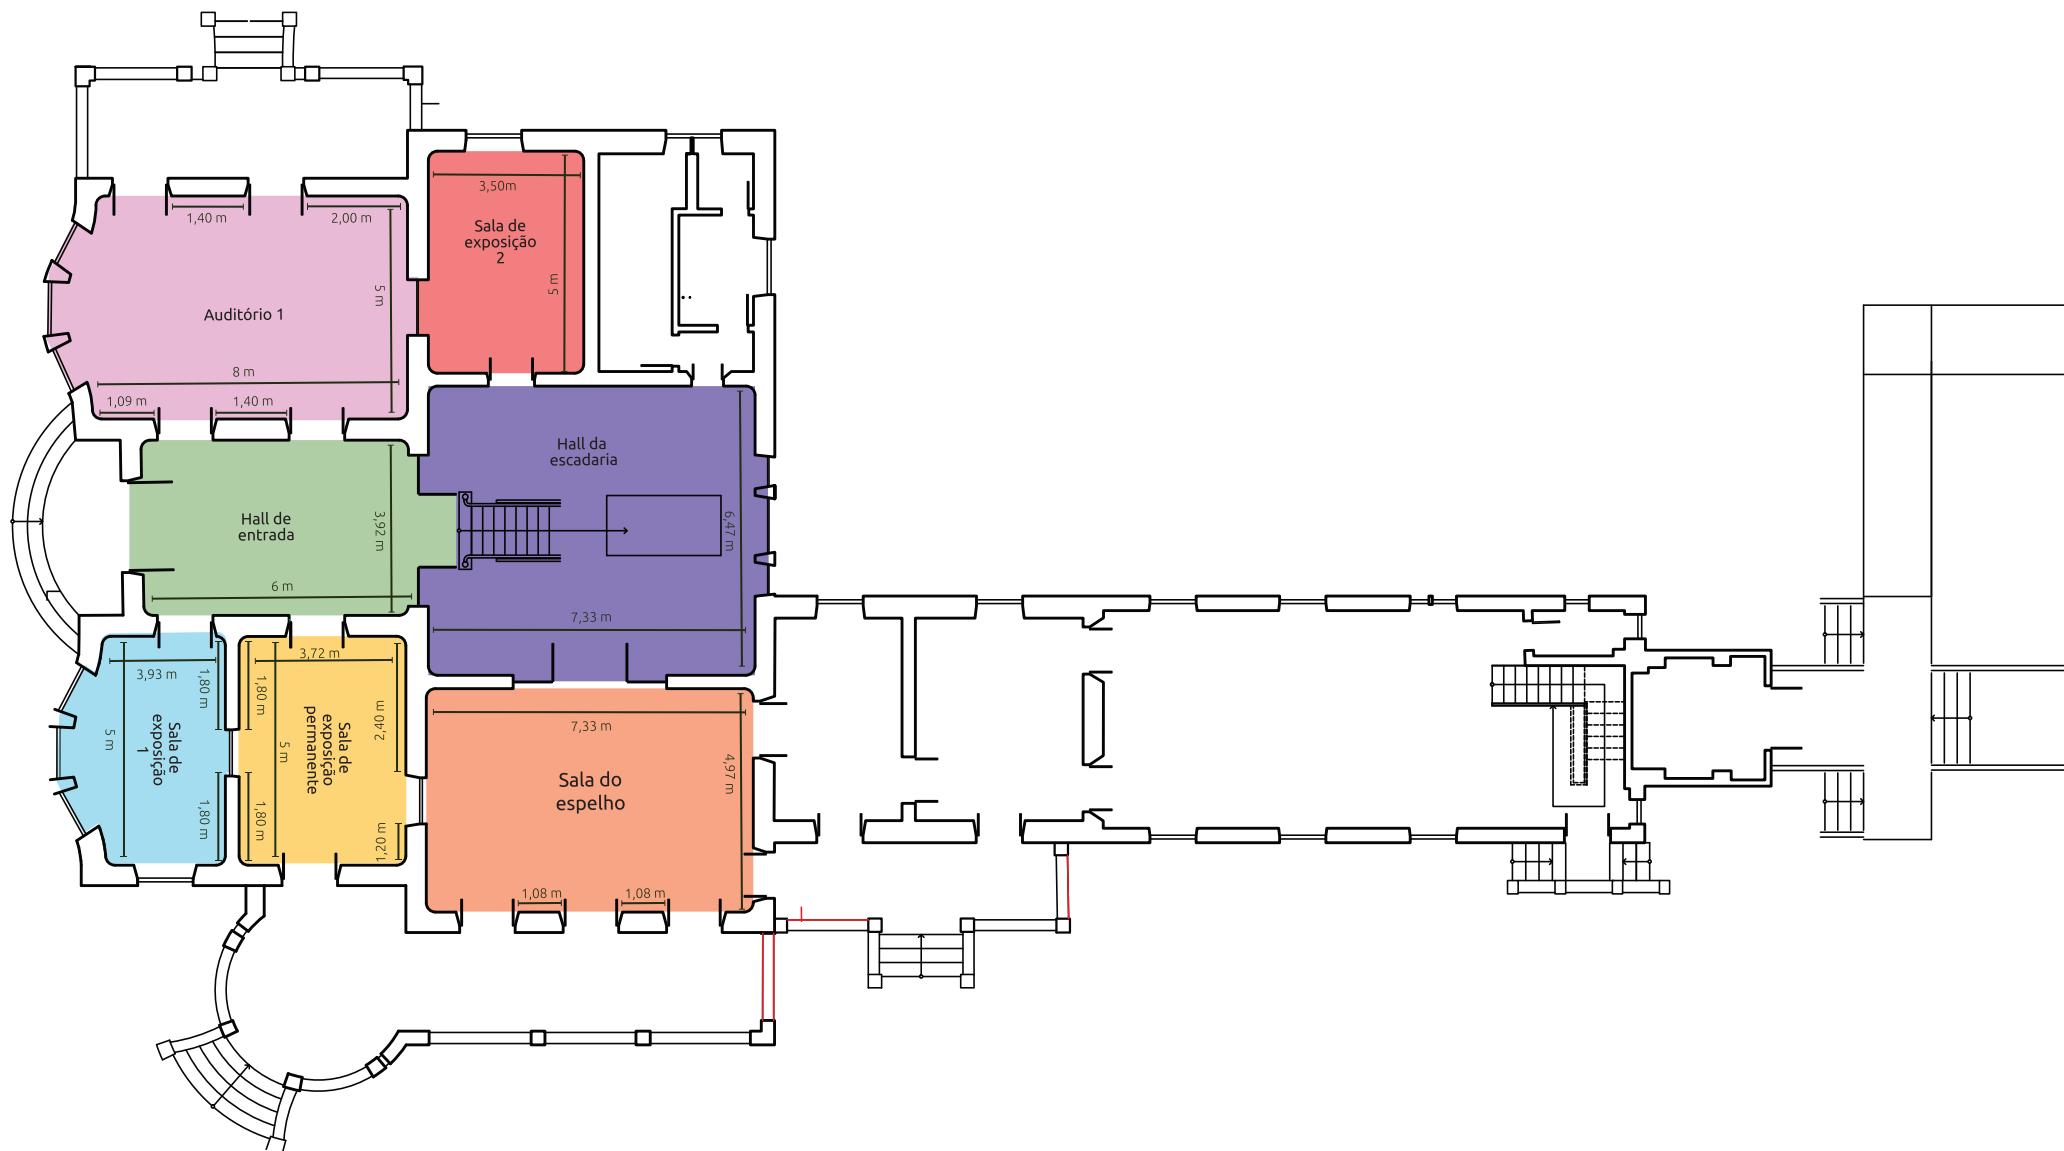 3,50m
Sala de
exposição
2
5 m
1,40 m
2,00 m
5 m
Auditório 1
8 m
1,09 m
1,40 m
Hall da
escadaria
6,47 m
7,33 m
Hall de
entrada
3,92 m
6 m
3,93 m
1,80 m
Sala de
exposição
1
5 m
1,80 m
3,72 m
1,80 m
Sala de
exposição
permanente
2,40 m
5 m
1,80 m
1,20 m
7,33 m
Sala do
espelho
4,97 m
1,08 m
1,08 m